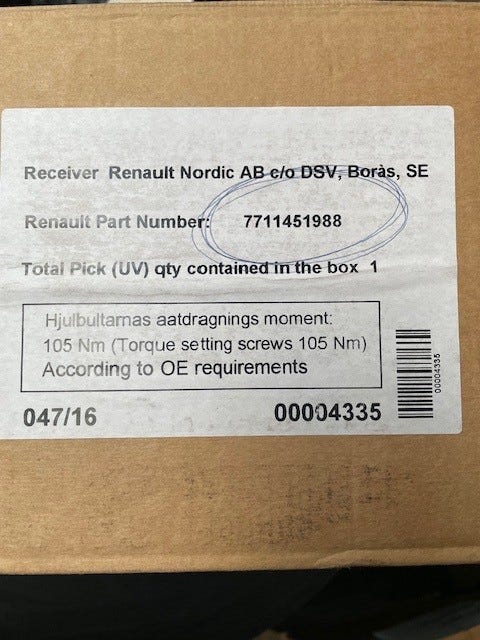 Receiver Renault Nordic AB c/o DSV, Boràs, SE
Renault Part Number: 7711451988
Total Pick (UV) qty contained in the box 1
Hjulbultarnas aatdragnings moment:
105 Nm (Torque setting screws 105 Nm)
According to OE requirements
047/16 00004335
00004335